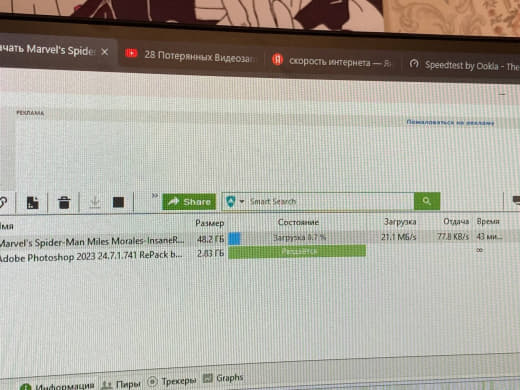 ачать Marvel's Spider
28 Потерянных Видеозап
скорость интернета — Ян
Speedtest by Ookla - The
РЕКЛАМА
Пожаловаться на рекламу
Share
Smart Search
Имя Размер Состояние Загрузка Отдача Время
Marvel's Spider-Man Miles Morales-InsaneR... 48.2 ГБ Загрузка 8.7 % 21.1 МБ/s 77.8 KB/s 43 ми...
Adobe Photoshop 2023 24.7.1.741 RePack b... 2.83 ГБ Раздаётся ∞
Информация Пиры Трекеры Graphs